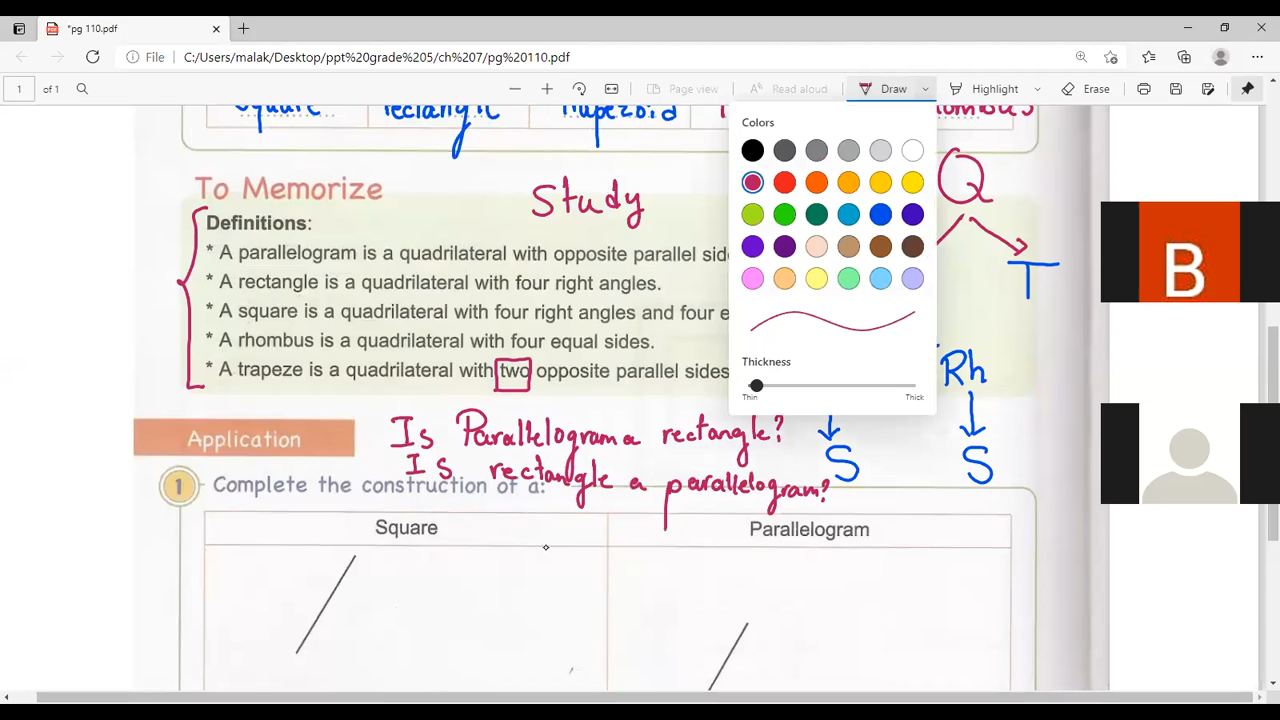 *pg 110.pdf
File C:/Users/malak/Desktop/ppt%20grade%205/ch%207/pg%20110.pdf
1 of 1 Page view Read aloud Draw Highlight Erase
Square rectangle trapezoid
To Memorize
Study
Definitions:
* A parallelogram is a quadrilateral with opposite parallel sid
* A rectangle is a quadrilateral with four right angles.
* A square is a quadrilateral with four right angles and four e
* A rhombus is a quadrilateral with four equal sides.
* A trapeze is a quadrilateral with two opposite parallel sides
Colors
Thickness
Thin Thick
Q
T
Rh
S S
B
Application
Is Parallelogram a rectangle?
Is rectangle a parallelogram?
1 Complete the construction of a:
Square Parallelogram